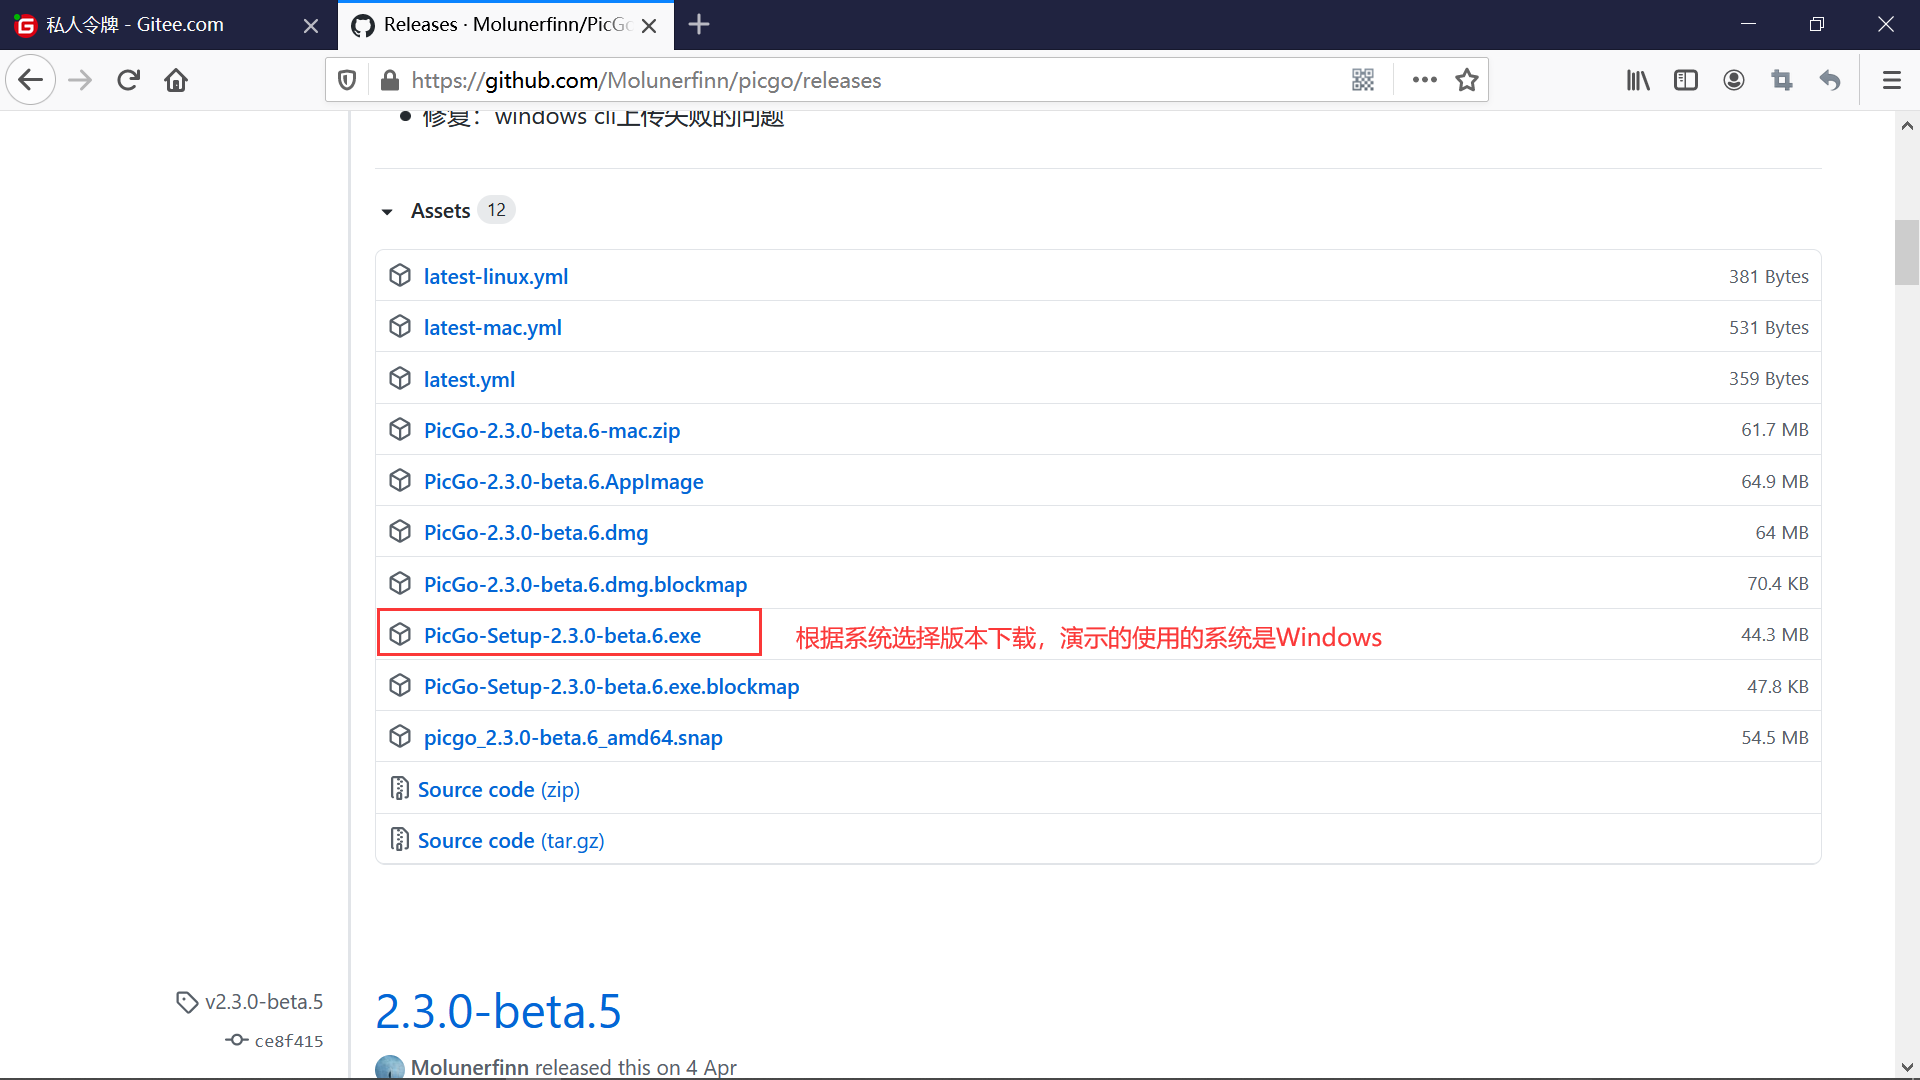 私人令牌 - Gitee.com
Releases · Molunerfinn/PicGo
https://github.com/Molunerfinn/picgo/releases
修复：windows cli上传失败的问题
Assets 12
latest-linux.yml 381 Bytes
latest-mac.yml 531 Bytes
latest.yml 359 Bytes
PicGo-2.3.0-beta.6-mac.zip 61.7 MB
PicGo-2.3.0-beta.6.AppImage 64.9 MB
PicGo-2.3.0-beta.6.dmg 64 MB
PicGo-2.3.0-beta.6.dmg.blockmap 70.4 KB
PicGo-Setup-2.3.0-beta.6.exe 根据系统选择版本下载，演示的使用的系统是Windows 44.3 MB
PicGo-Setup-2.3.0-beta.6.exe.blockmap 47.8 KB
picgo_2.3.0-beta.6_amd64.snap 54.5 MB
Source code (zip)
Source code (tar.gz)
v2.3.0-beta.5
ce8f415
2.3.0-beta.5
Molunerfinn released this on 4 Apr